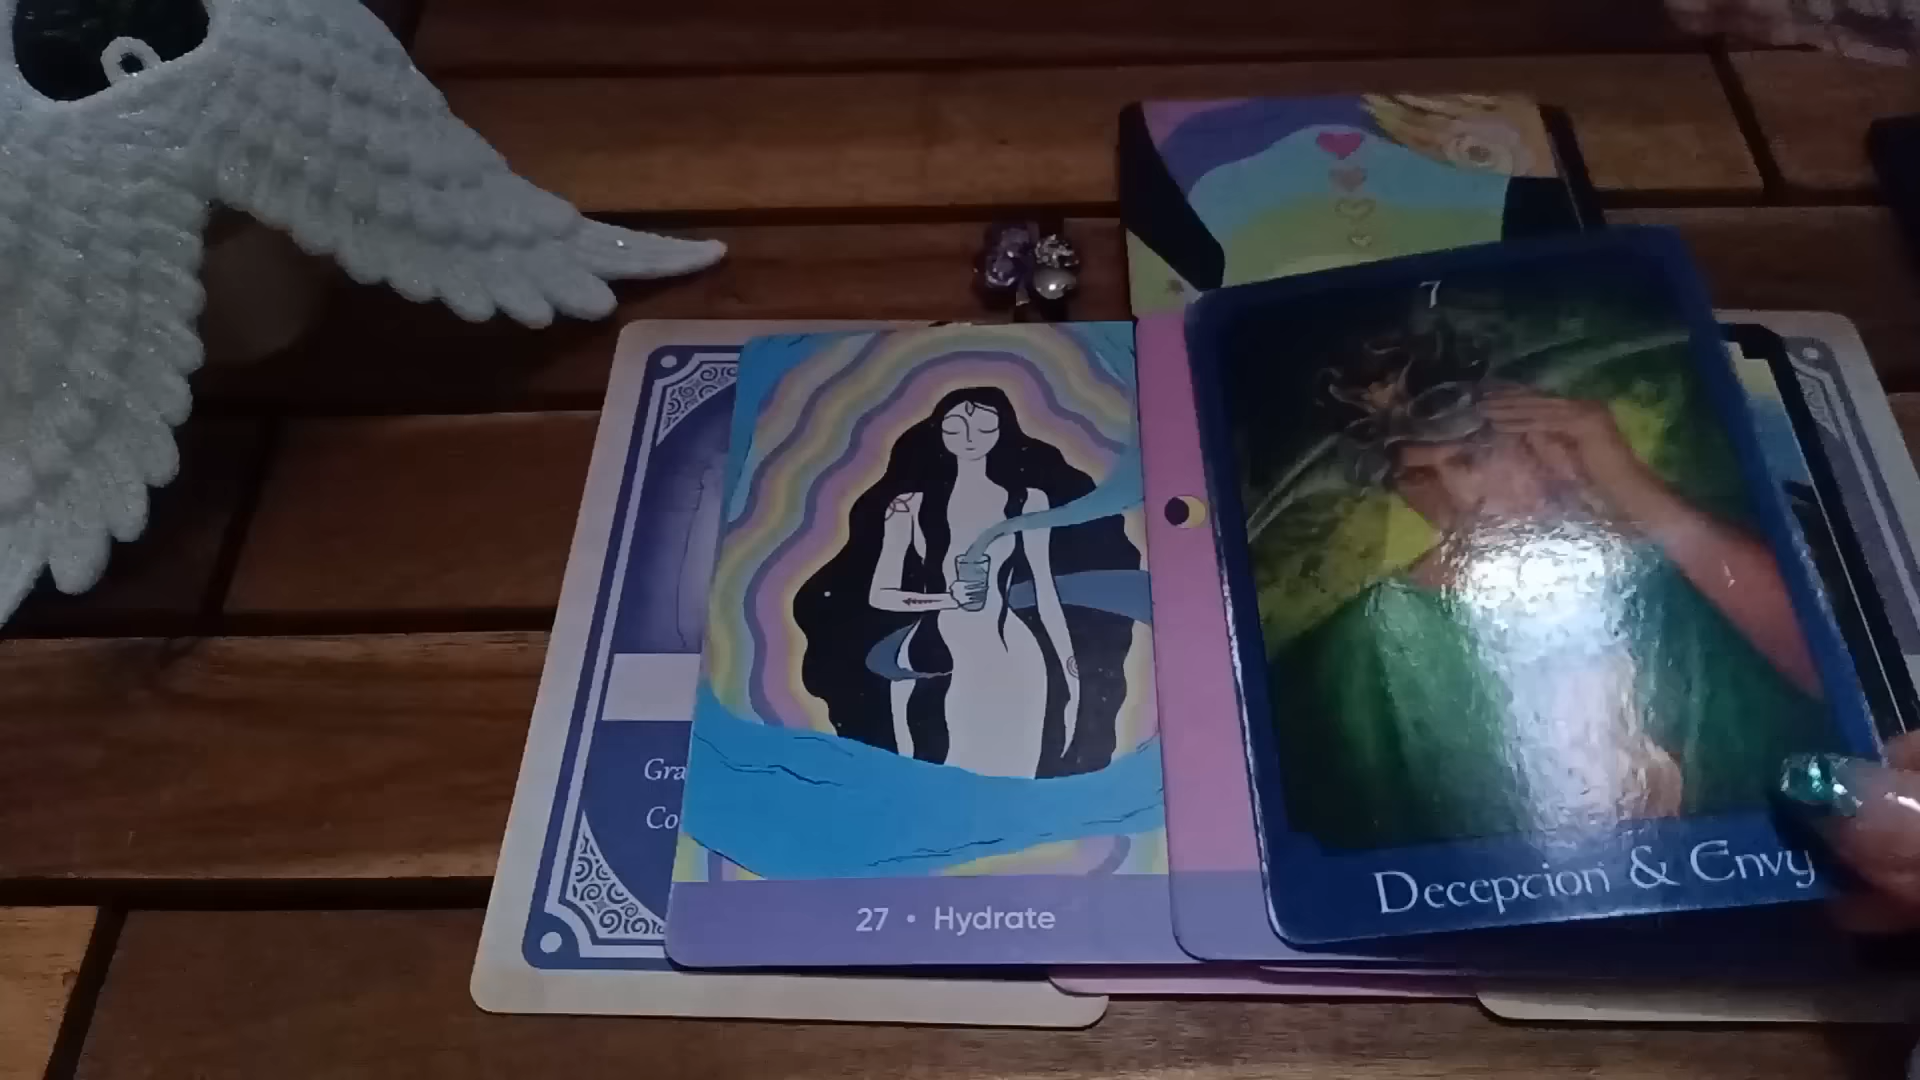 7
Gra
Co
27 • Hydrate
Deception & Envy